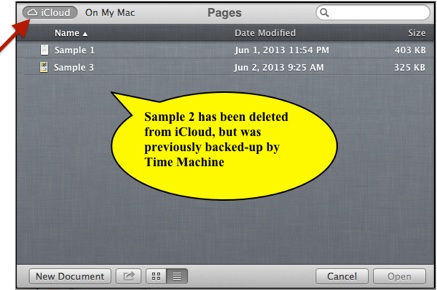 iCloud On My Mac Pages
Name Date Modified Size
Sample 1 Jun 1, 2013 11:54 PM 403 KB
Sample 3 Jun 2, 2013 9:25 AM 325 KB
Sample 2 has been deleted
from iCloud, but was
previously backed-up by
Time Machine
New Document Cancel Open